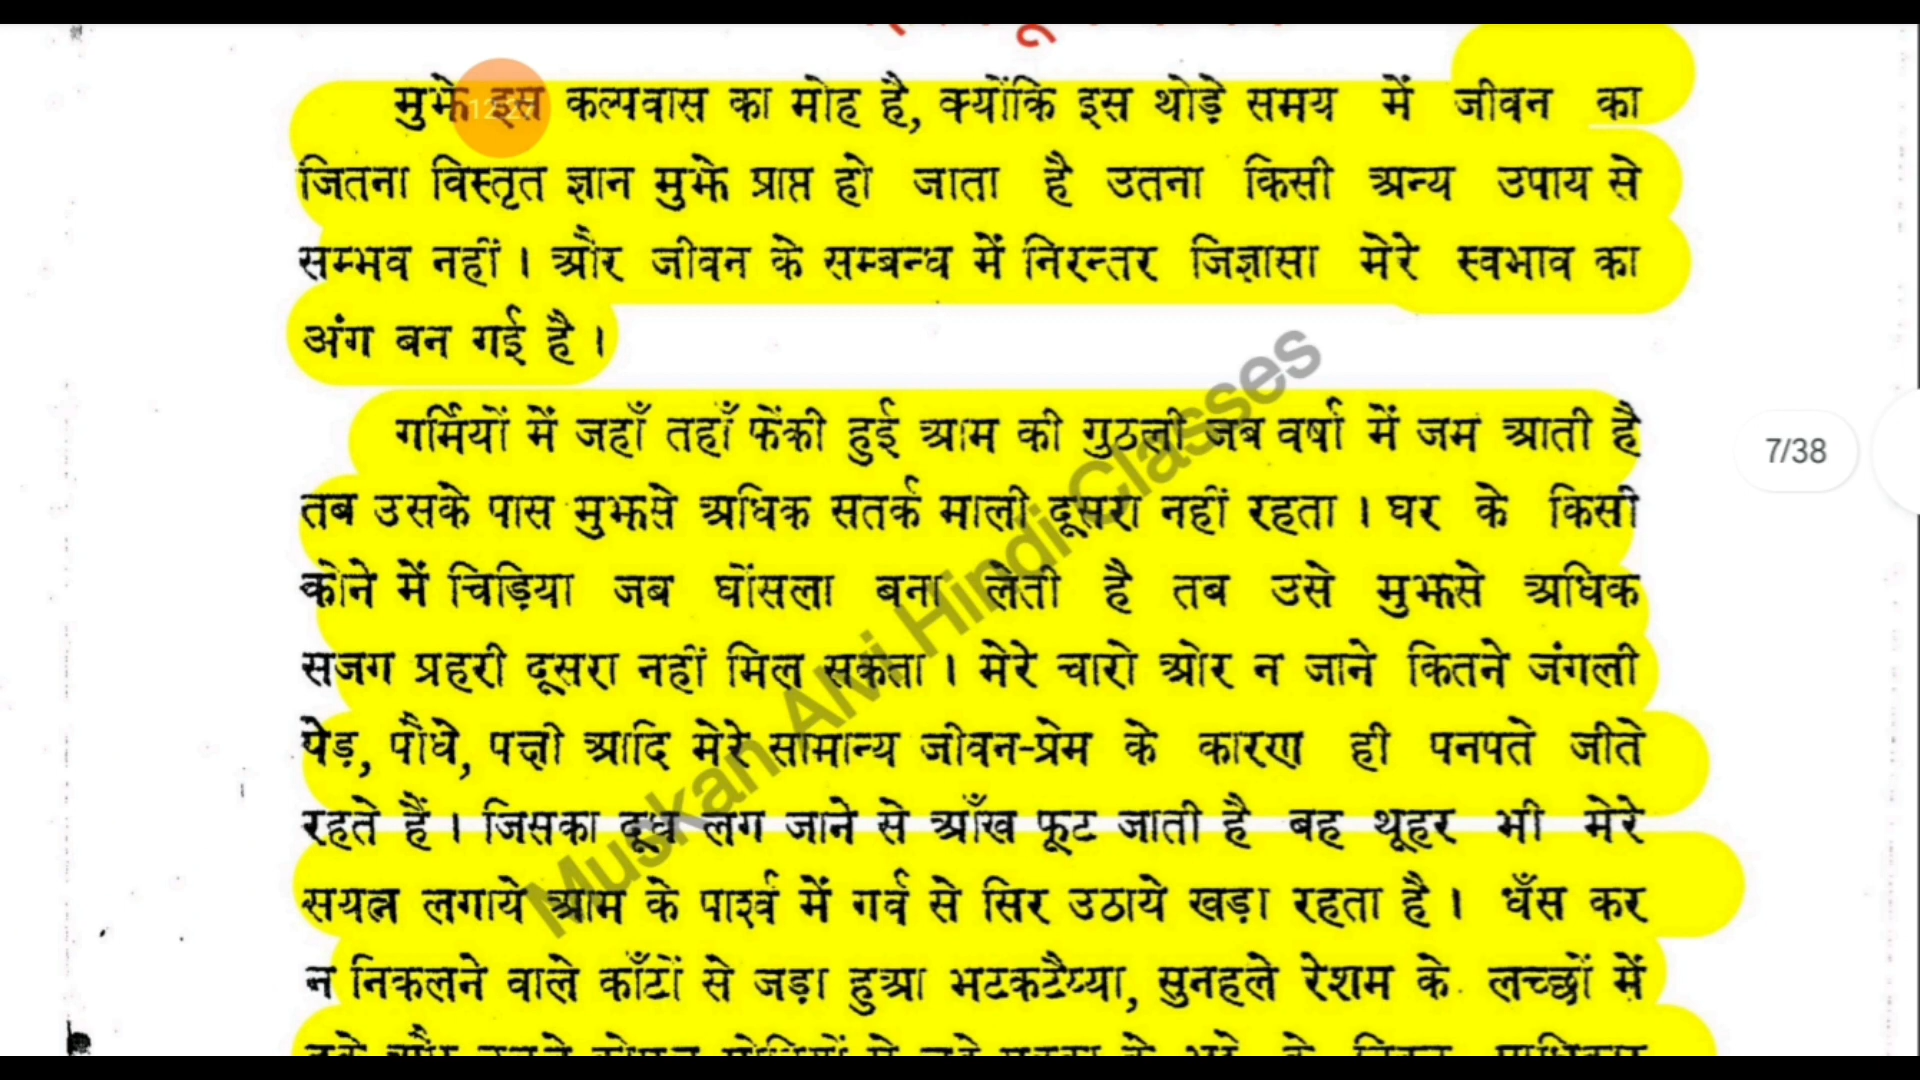 मुझे इस कल्पवास का मोह है, क्योंकि इस थोड़े समय में जीवन का
जितना विस्तृत ज्ञान मुझे प्राप्त हो जाता है उतना किसी अन्य उपाय से
सम्भव नहीं। और जीवन के सम्बन्ध में निरन्तर जिज्ञासा मेरे स्वभाव का
अंग बन गई है।
गर्मियों में जहाँ तहाँ फेंकी हुई आम की गुठली जब वर्षा में जम आती है
तब उसके पास मुझसे अधिक सतर्क माली दूसरा नहीं रहता। घर के किसी
कोने में चिड़िया जब घोंसला बना लेती है तब उसे मुझसे अधिक
सजग प्रहरी दूसरा नहीं मिल सकता। मेरे चारो ओर न जाने कितने जंगली
पेड़, पौधे, पक्षी आदि मेरे सामान्य जीवन-प्रेम के कारण ही पनपते जीते
रहते हैं। जिसका दूध लग जाने से आँख फूट जाती है वह थूहर भी मेरे
सयत्न लगाये आम के पार्श्व में गर्व से सिर उठाये खड़ा रहता है। धँस कर
न निकलने वाले काँटों से जड़ा हुआ भटकटैय्या, सुनहले रेशम के लच्छों में
7/38
Muskan Alvi Hindi Classes